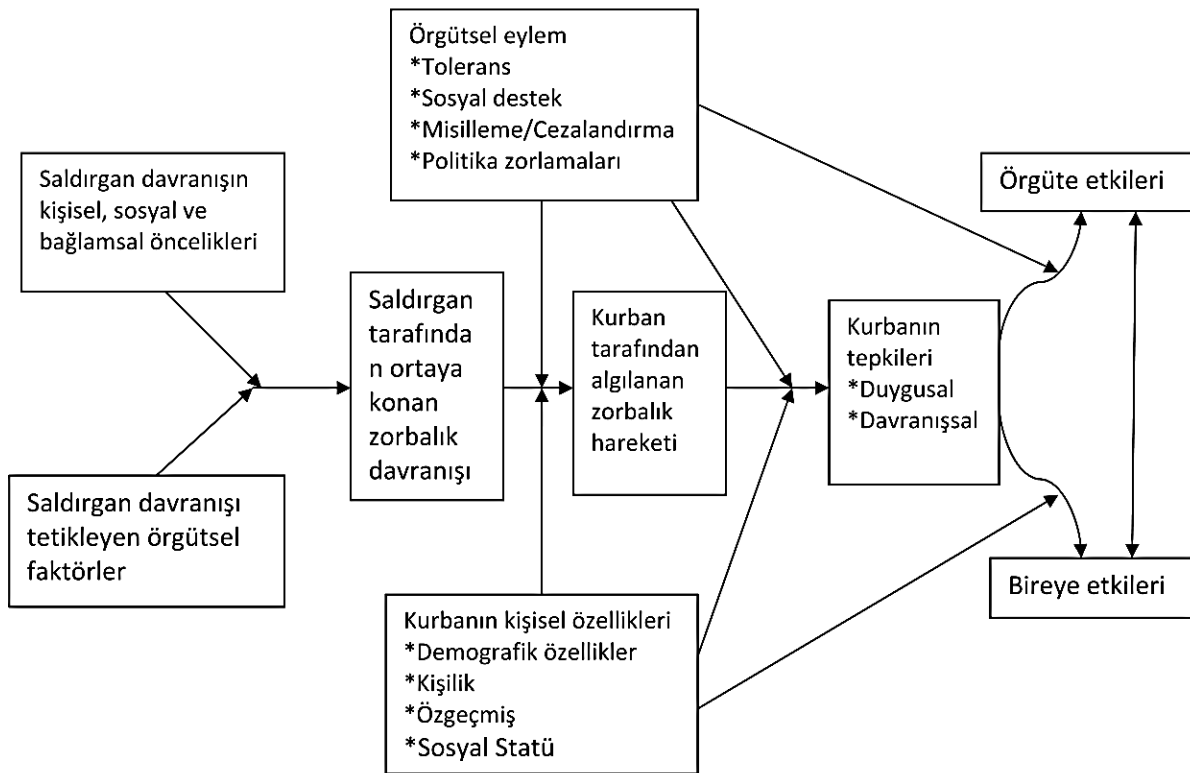 Örgütsel eylem
*Tolerans
*Sosyal destek
*Misilleme/Cezalandırma
*Politika zorlamaları
Saldırgan davranışın
kişisel, sosyal ve
bağlamsal öncelikleri
Örgüte etkileri
Saldırgan
tarafında
n ortaya
konan
zorbalık
davranışı
Kurban
tarafından
algılanan
zorbalık
hareketi
Kurbanın
tepkileri
*Duygusal
*Davranışsal
Saldırgan davranışı
tetikleyen örgütsel
faktörler
Bireye etkileri
Kurbanın kişisel özellikleri
*Demografik özellikler
*Kişilik
*Özgeçmiş
*Sosyal Statü